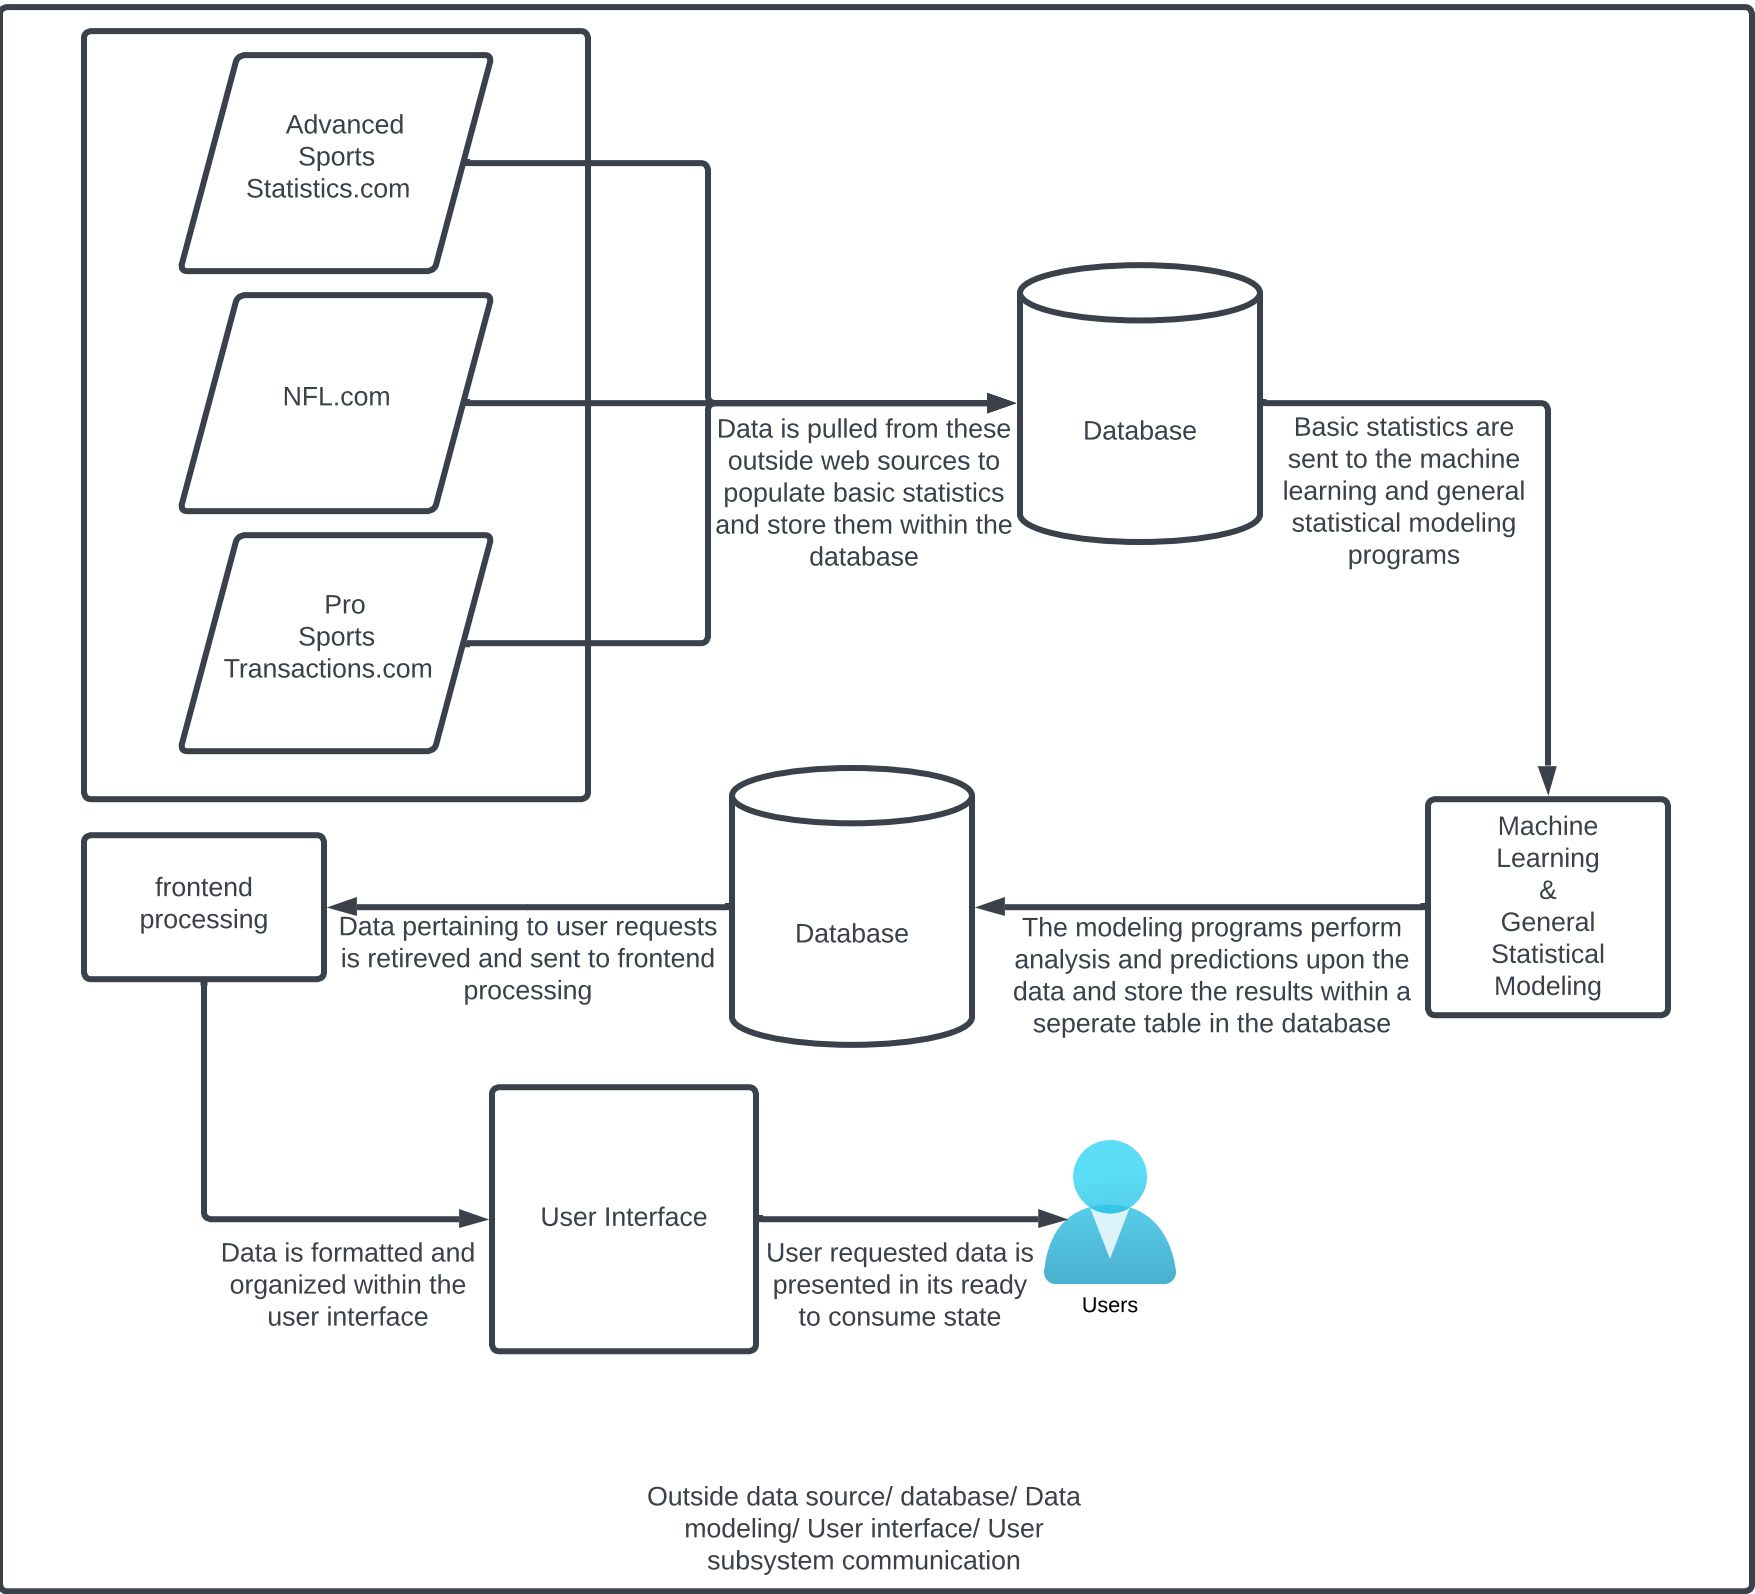 Advanced
Sports
Statistics.com
NFL.com
Pro
Sports
Transactions.com
Data is pulled from these
outside web sources to
populate basic statistics
and store them within the
database
Database
Basic statistics are
sent to the machine
learning and general
statistical modeling
programs
Machine
Learning
&
General
Statistical
Modeling
The modeling programs perform
analysis and predictions upon the
data and store the results within a
seperate table in the database
Database
Data pertaining to user requests
is retireved and sent to frontend
processing
frontend
processing
Data is formatted and
organized within the
user interface
User Interface
User requested data is
presented in its ready
to consume state
Users
Outside data source/ database/ Data
modeling/ User interface/ User
subsystem communication